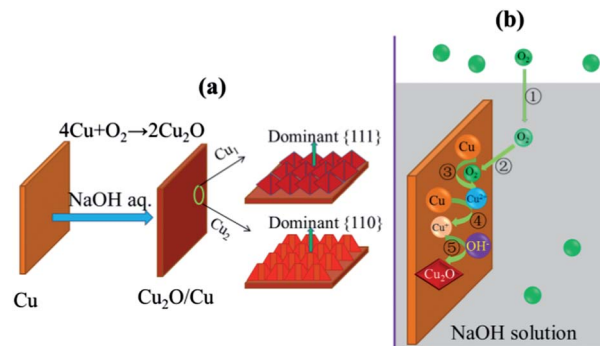 (a)
4Cu+O₂→2Cu₂O
NaOH aq.
Cu
Cu₂O/Cu
Cu₁
Cu₂
Dominant {111}
Dominant {110}
(b)
O₂
①
O₂
②
Cu
③
O₂
Cu
Cu²⁺
④
Cu⁺
⑤
OH⁻
Cu₂O
NaOH solution